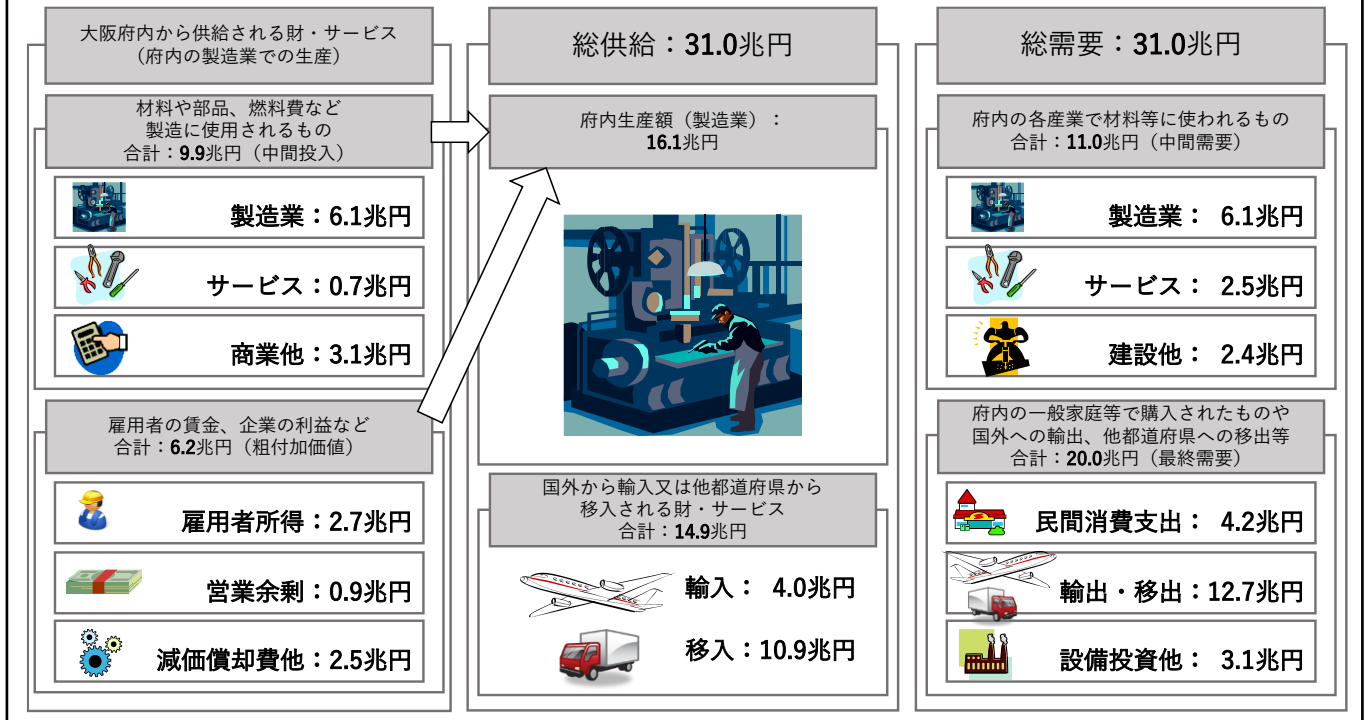 大阪府内から供給される財・サービス
（府内の製造業での生産）
材料や部品、燃料費など
製造に使用されるもの
合計：9.9兆円（中間投入）
製造業：6.1兆円
サービス：0.7兆円
商業他：3.1兆円
雇用者の賃金、企業の利益など
合計：6.2兆円（粗付加価値）
雇用者所得：2.7兆円
営業余剰：0.9兆円
減価償却費他：2.5兆円
総供給：31.0兆円
府内生産額（製造業）：
16.1兆円
国外から輸入又は他都道府県から
移入される財・サービス
合計：14.9兆円
輸入： 4.0兆円
移入：10.9兆円
総需要：31.0兆円
府内の各産業で材料等に使われるもの
合計：11.0兆円（中間需要）
製造業： 6.1兆円
サービス： 2.5兆円
建設他： 2.4兆円
府内の一般家庭等で購入されたものや
国外への輸出、他都道府県への移出等
合計：20.0兆円（最終需要）
民間消費支出： 4.2兆円
輸出・移出：12.7兆円
設備投資他： 3.1兆円